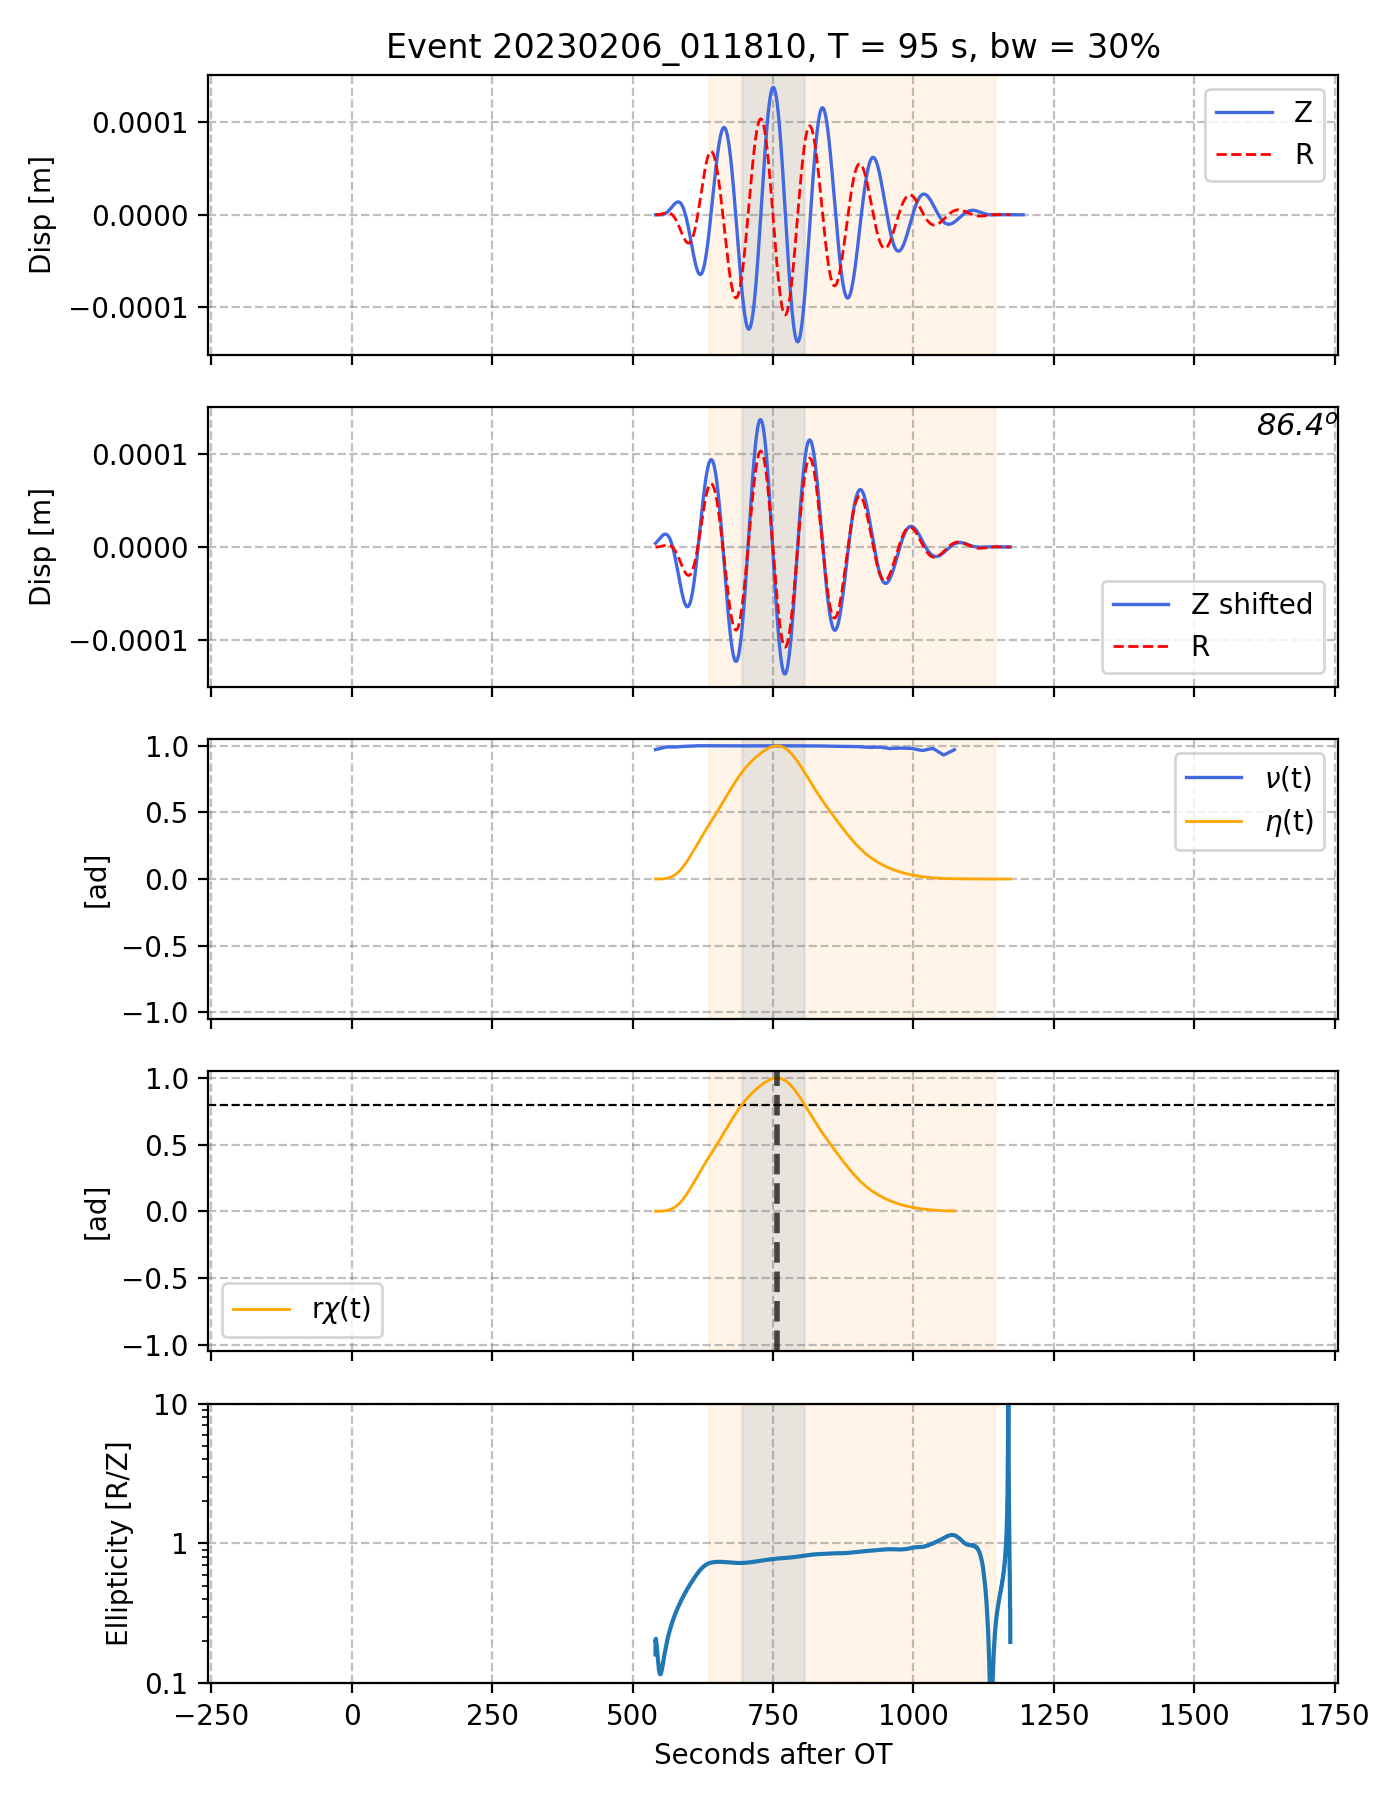 Event 20230206_011810, T = 95 s, bw = 30%
Disp [m]
0.0001
0.0000
−0.0001
Z
R
Disp [m]
0.0001
0.0000
−0.0001
86.4°
Z shifted
R
[ad]
1.0
0.5
0.0
−0.5
−1.0
ν(t)
η(t)
[ad]
1.0
0.5
0.0
−0.5
−1.0
rχ(t)
Ellipticity [R/Z]
10
1
0.1
−250 0 250 500 750 1000 1250 1500 1750
Seconds after OT